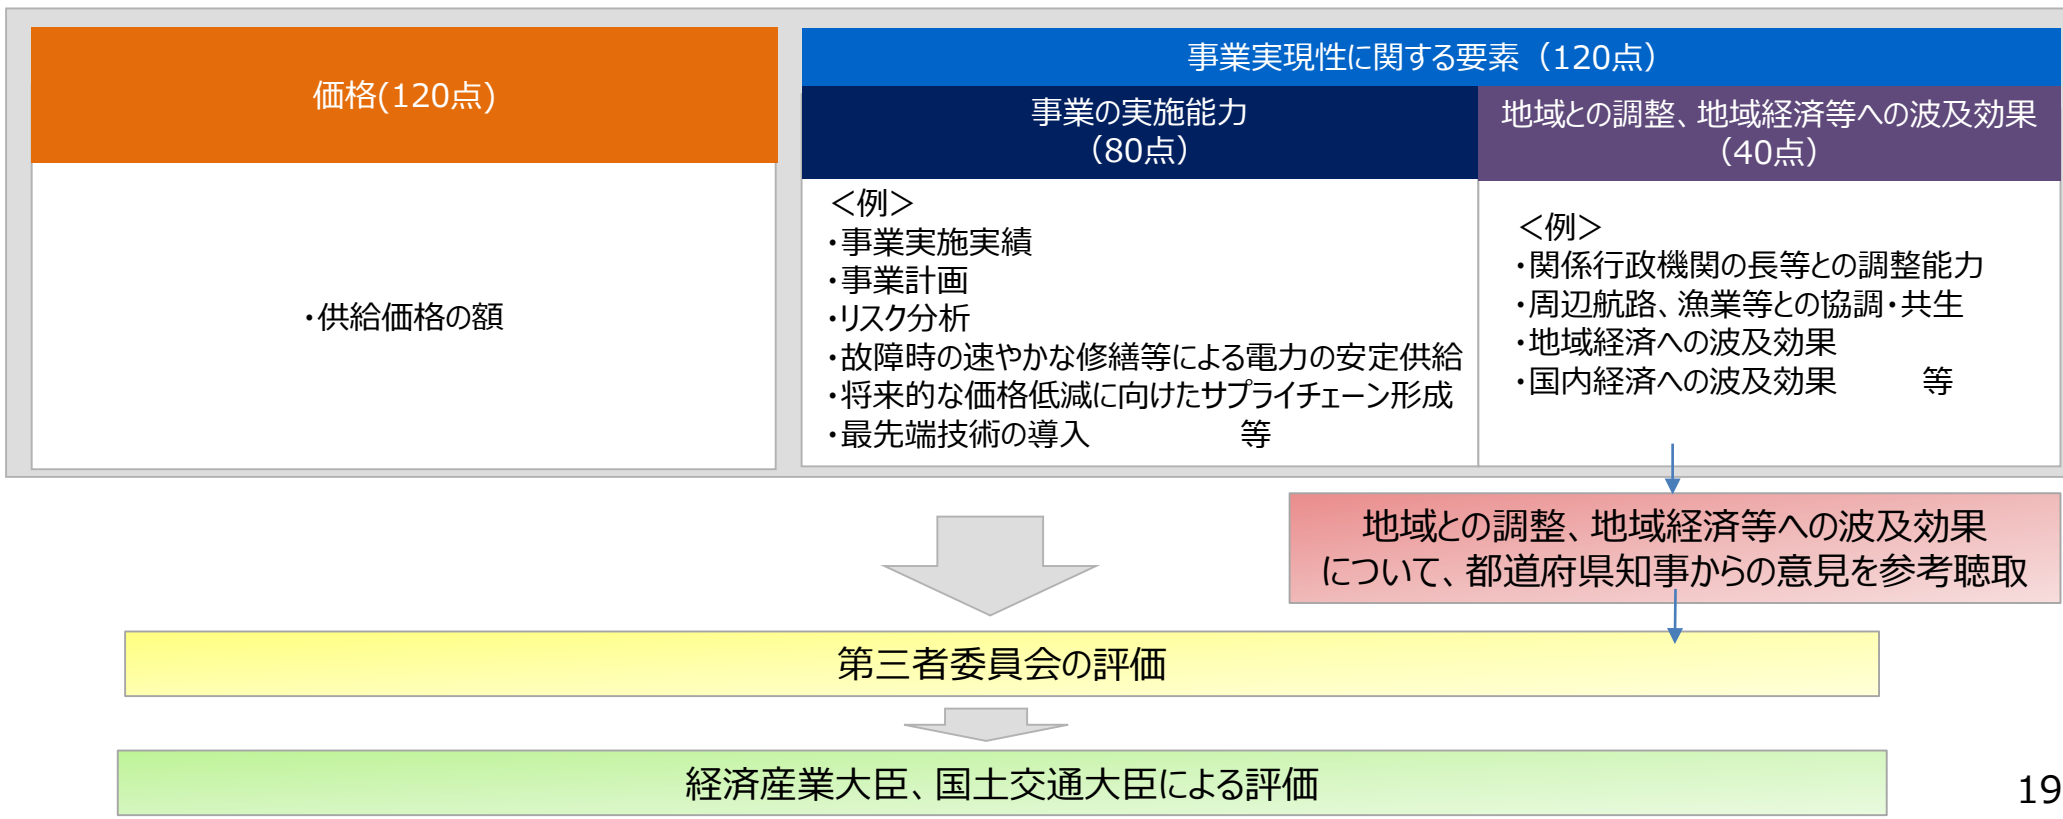 価格(120点)
・供給価格の額
事業実現性に関する要素（120点）
事業の実施能力
（80点）
＜例＞
・事業実施実績
・事業計画
・リスク分析
・故障時の速やかな修繕等による電力の安定供給
・将来的な価格低減に向けたサプライチェーン形成
・最先端技術の導入　　　　　等
地域との調整、地域経済等への波及効果
（40点）
＜例＞
・関係行政機関の長等との調整能力
・周辺航路、漁業等との協調・共生
・地域経済への波及効果
・国内経済への波及効果　　　等
地域との調整、地域経済等への波及効果
について、都道府県知事からの意見を参考聴取
第三者委員会の評価
経済産業大臣、国土交通大臣による評価
19